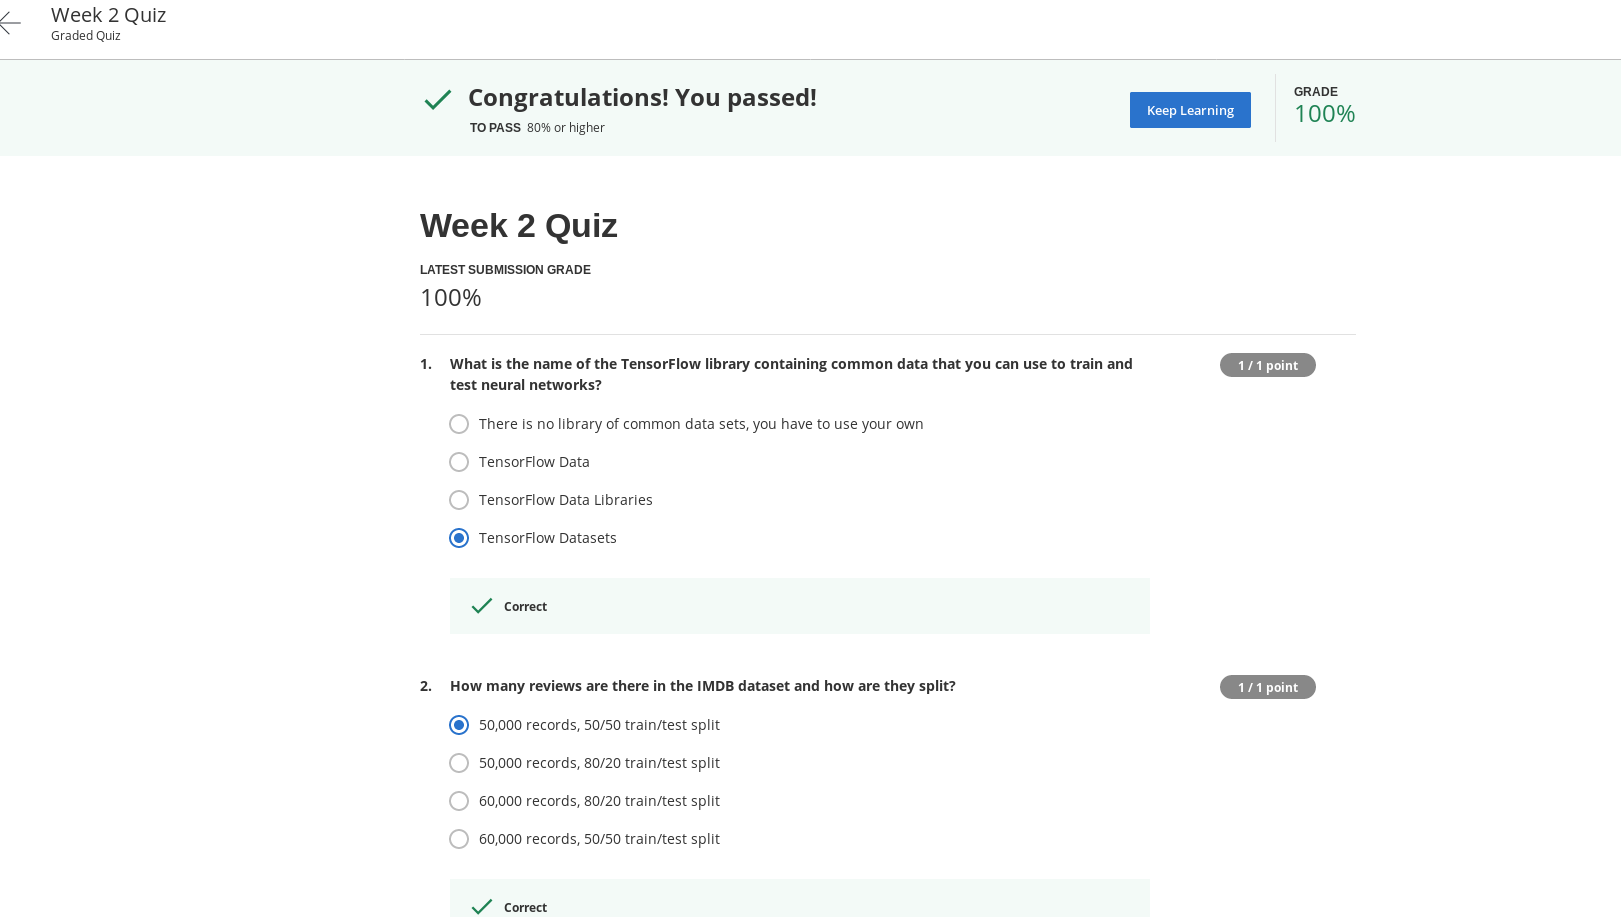 Week 2 Quiz
Graded Quiz
Congratulations! You passed!
TO PASS 80% or higher
Keep Learning
GRADE
100%
Week 2 Quiz
LATEST SUBMISSION GRADE
100%
1. What is the name of the TensorFlow library containing common data that you can use to train and
test neural networks?
1 / 1 point
There is no library of common data sets, you have to use your own
TensorFlow Data
TensorFlow Data Libraries
TensorFlow Datasets
Correct
2. How many reviews are there in the IMDB dataset and how are they split?
1 / 1 point
50,000 records, 50/50 train/test split
50,000 records, 80/20 train/test split
60,000 records, 80/20 train/test split
60,000 records, 50/50 train/test split
Correct